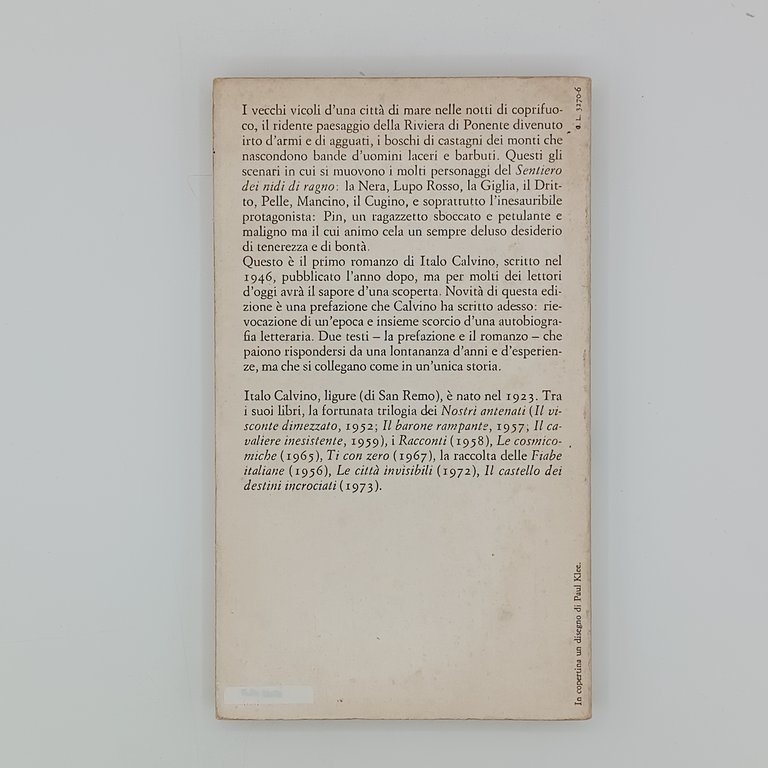 I vecchi vicoli d'una città di mare nelle notti di coprifuo-
co, il ridente paesaggio della Riviera di Ponente divenuto
irto d'armi e di agguati, i boschi di castagni dei monti che
nascondono bande d'uomini laceri e barbuti. Questi gli
scenari in cui si muovono i molti personaggi del Sentiero
dei nidi di ragno: la Nera, Lupo Rosso, la Giglia, il Drit-
to, Pelle, Mancino, il Cugino, e soprattutto l'inesauribile
protagonista: Pin, un ragazzetto sboccato e petulante e
maligno ma il cui animo cela un sempre deluso desiderio
di tenerezza e di bontà.
Questo è il primo romanzo di Italo Calvino, scritto nel
1946, pubblicato l'anno dopo, ma per molti dei lettori
d'oggi avrà il sapore d'una scoperta. Novità di questa edi-
zione è una prefazione che Calvino ha scritto adesso: rie-
vocazione di un'epoca e insieme scorcio d'una autobiogra-
fia letteraria. Due testi – la prefazione e il romanzo – che
paiono rispondersi da una lontananza d'anni e d'esperien-
ze, ma che si collegano come in un'unica storia.
Italo Calvino, ligure (di San Remo), è nato nel 1923. Tra
i suoi libri, la fortunata trilogia dei Nostri antenati (Il vi-
sconte dimezzato, 1952; Il barone rampante, 1957; Il ca-
valiere inesistente, 1959), i Racconti (1958), Le cosmico-
miche (1965), Ti con zero (1967), la raccolta delle Fiabe
italiane (1956), Le città invisibili (1972), Il castello dei
destini incrociati (1973).
C. L. 3270-6
In copertina un disegno di Paul Klee.